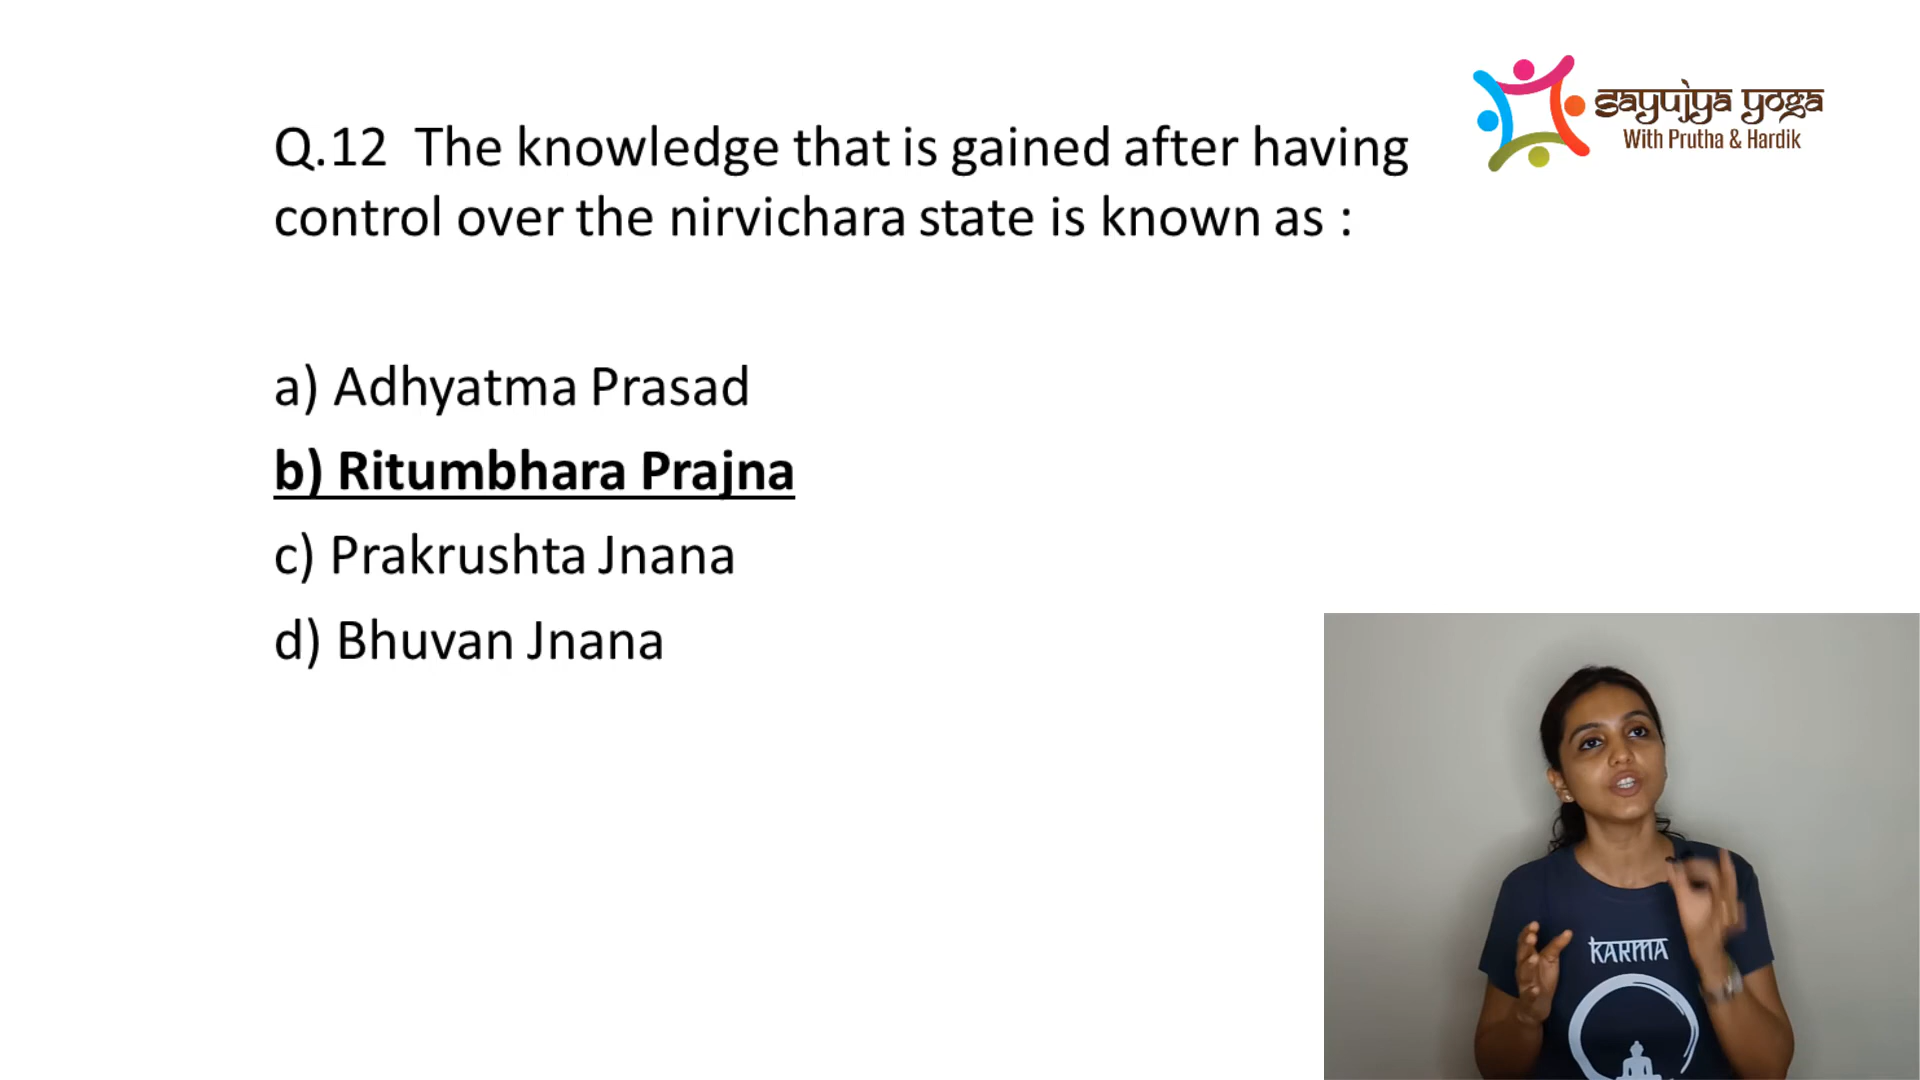 sayujya yoga
With Prutha & Hardik
Q.12 The knowledge that is gained after having
control over the nirvichara state is known as :
a) Adhyatma Prasad
b) Ritumbhara Prajna
c) Prakrushta Jnana
d) Bhuvan Jnana
KARMA